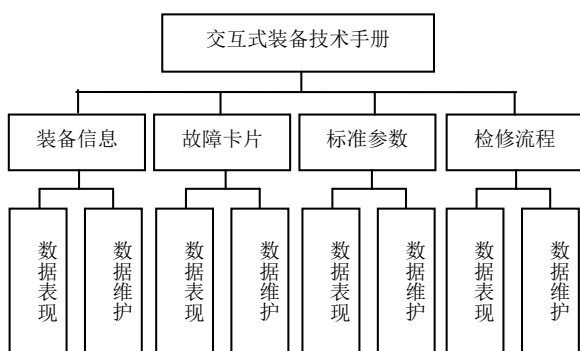 交互式装备技术手册
装备信息
故障卡片
标准参数
检修流程
数据表现
数据维护
数据表现
数据维护
数据表现
数据维护
数据表现
数据维护